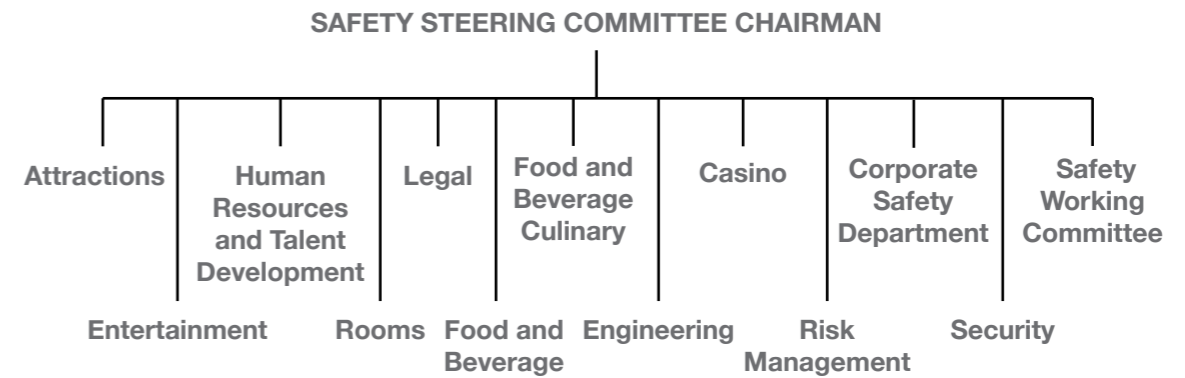 SAFETY STEERING COMMITTEE CHAIRMAN
Attractions
Human
Resources
and Talent
Development
Legal
Food and
Beverage
Culinary
Casino
Corporate
Safety
Department
Safety
Working
Committee
Entertainment
Rooms
Food and
Beverage
Engineering
Risk
Management
Security